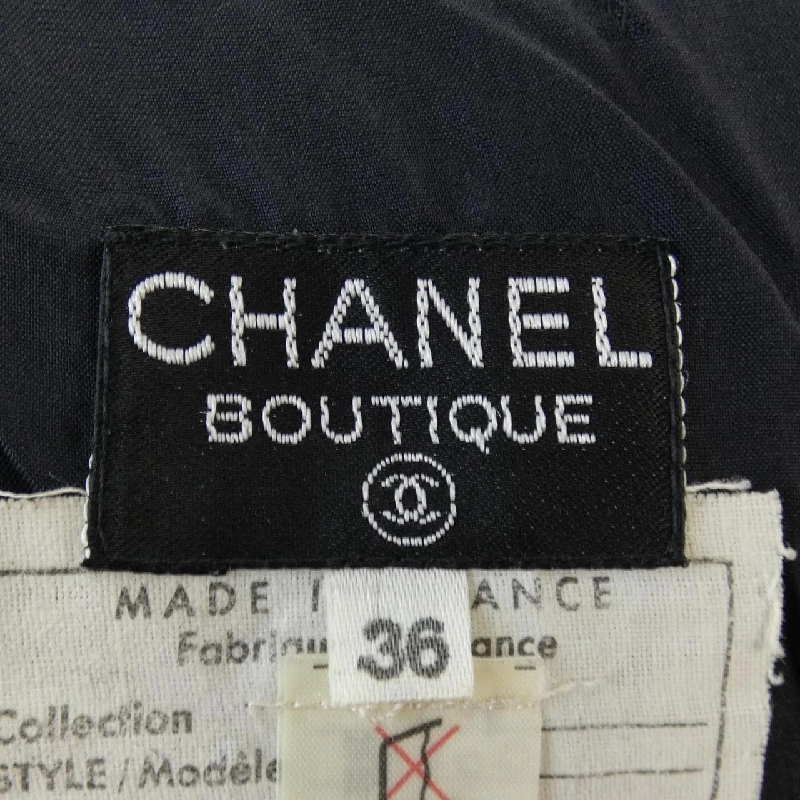 CHANEL
BOUTIQUE
MADE I ANCE
36
Fabriqu ance
Collection
STYLE / Modèle